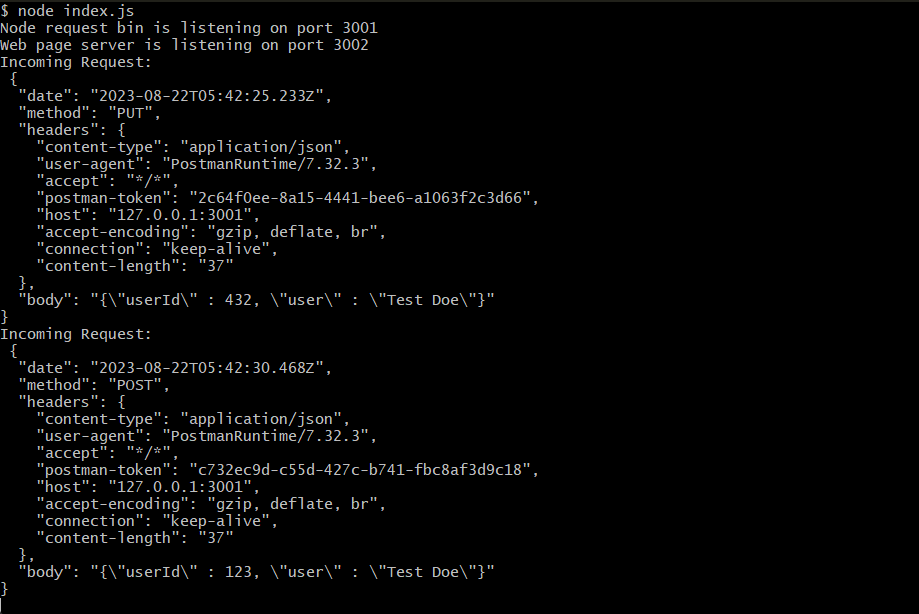 $ node index.js
Node request bin is listening on port 3001
Web page server is listening on port 3002
Incoming Request:
 {
  "date": "2023-08-22T05:42:25.233Z",
  "method": "PUT",
  "headers": {
    "content-type": "application/json",
    "user-agent": "PostmanRuntime/7.32.3",
    "accept": "*/*",
    "postman-token": "2c64f0ee-8a15-4441-bee6-a1063f2c3d66",
    "host": "127.0.0.1:3001",
    "accept-encoding": "gzip, deflate, br",
    "connection": "keep-alive",
    "content-length": "37"
  },
  "body": "{\"userId\" : 432, \"user\" : \"Test Doe\"}"
}
Incoming Request:
 {
  "date": "2023-08-22T05:42:30.468Z",
  "method": "POST",
  "headers": {
    "content-type": "application/json",
    "user-agent": "PostmanRuntime/7.32.3",
    "accept": "*/*",
    "postman-token": "c732ec9d-c55d-427c-b741-fbc8af3d9c18",
    "host": "127.0.0.1:3001",
    "accept-encoding": "gzip, deflate, br",
    "connection": "keep-alive",
    "content-length": "37"
  },
  "body": "{\"userId\" : 123, \"user\" : \"Test Doe\"}"
}